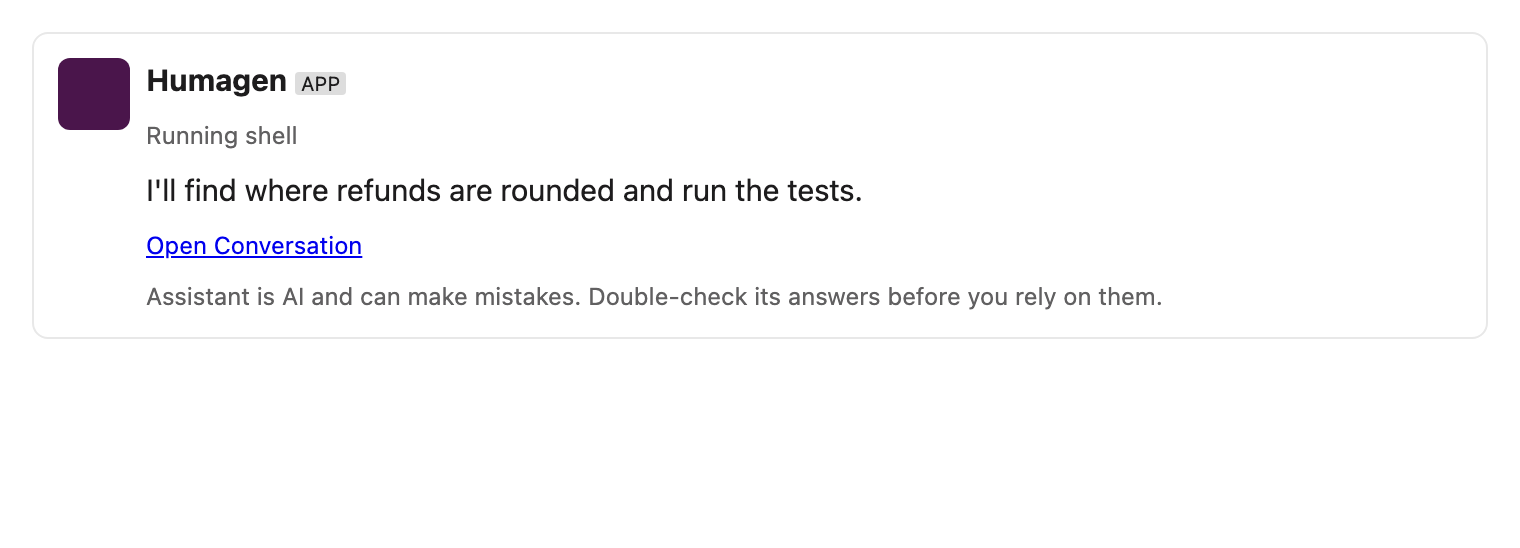 Humagen APP
Running shell
I'll find where refunds are rounded and run the tests.
Open Conversation
Assistant is AI and can make mistakes. Double-check its answers before you rely on them.